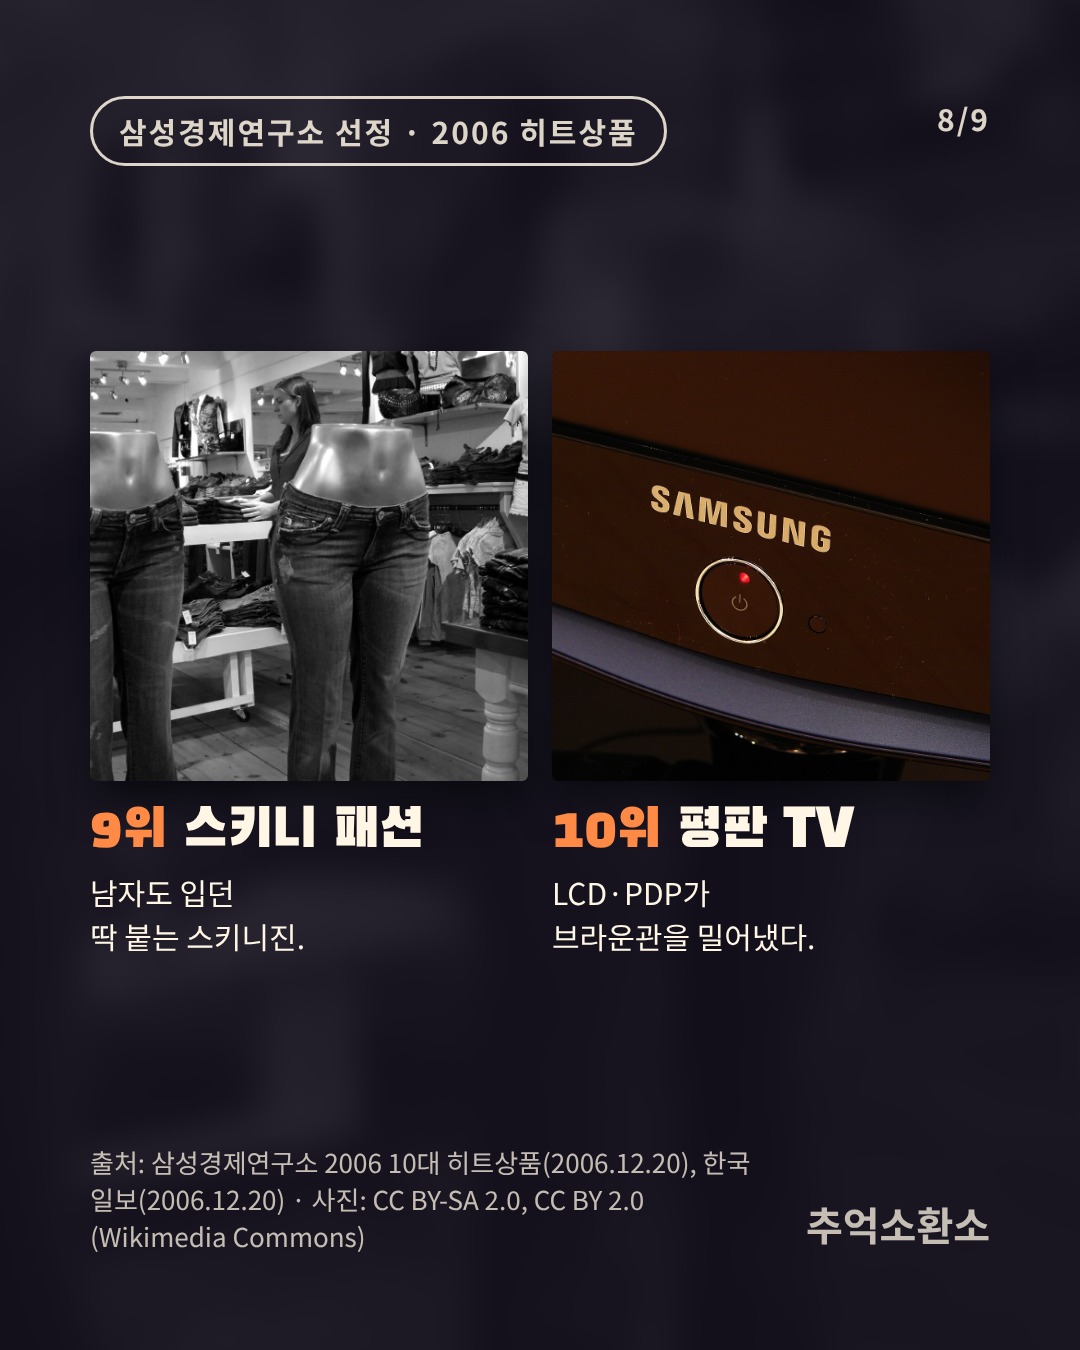 삼성경제연구소 선정 · 2006 히트상품
8/9
SAMSUNG
9위 스키니 패션
남자도 입던
딱 붙는 스키니진.
10위 평판 TV
LCD·PDP가
브라운관을 밀어냈다.
출처: 삼성경제연구소 2006 10대 히트상품(2006.12.20), 한국
일보(2006.12.20) · 사진: CC BY-SA 2.0, CC BY 2.0
(Wikimedia Commons)
추억소환소